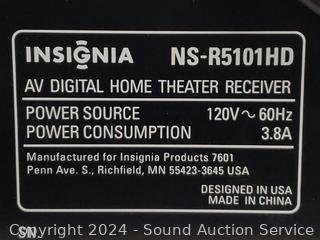 INSIGNIA NS-R5101HD
AV DIGITAL HOME THEATER RECEIVER
POWER SOURCE 120V~ 60Hz
POWER CONSUMPTION 3.8A
Manufactured for Insignia Products 7601
Penn Ave. S., Richfield, MN 55423-3645 USA
DESIGNED IN USA
MADE IN CHINA
SN.
Copyright 2024 - Sound Auction Service